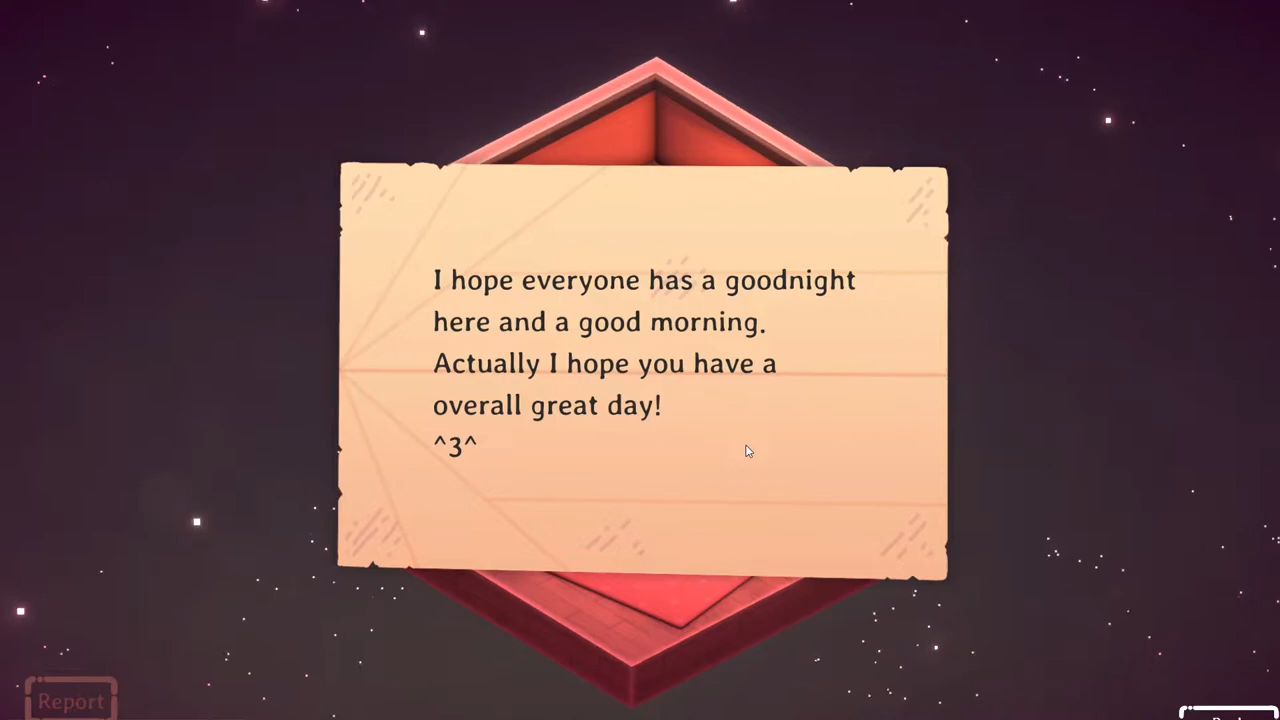 I hope everyone has a goodnight
here and a good morning.
Actually I hope you have a
overall great day!
^3^
Report